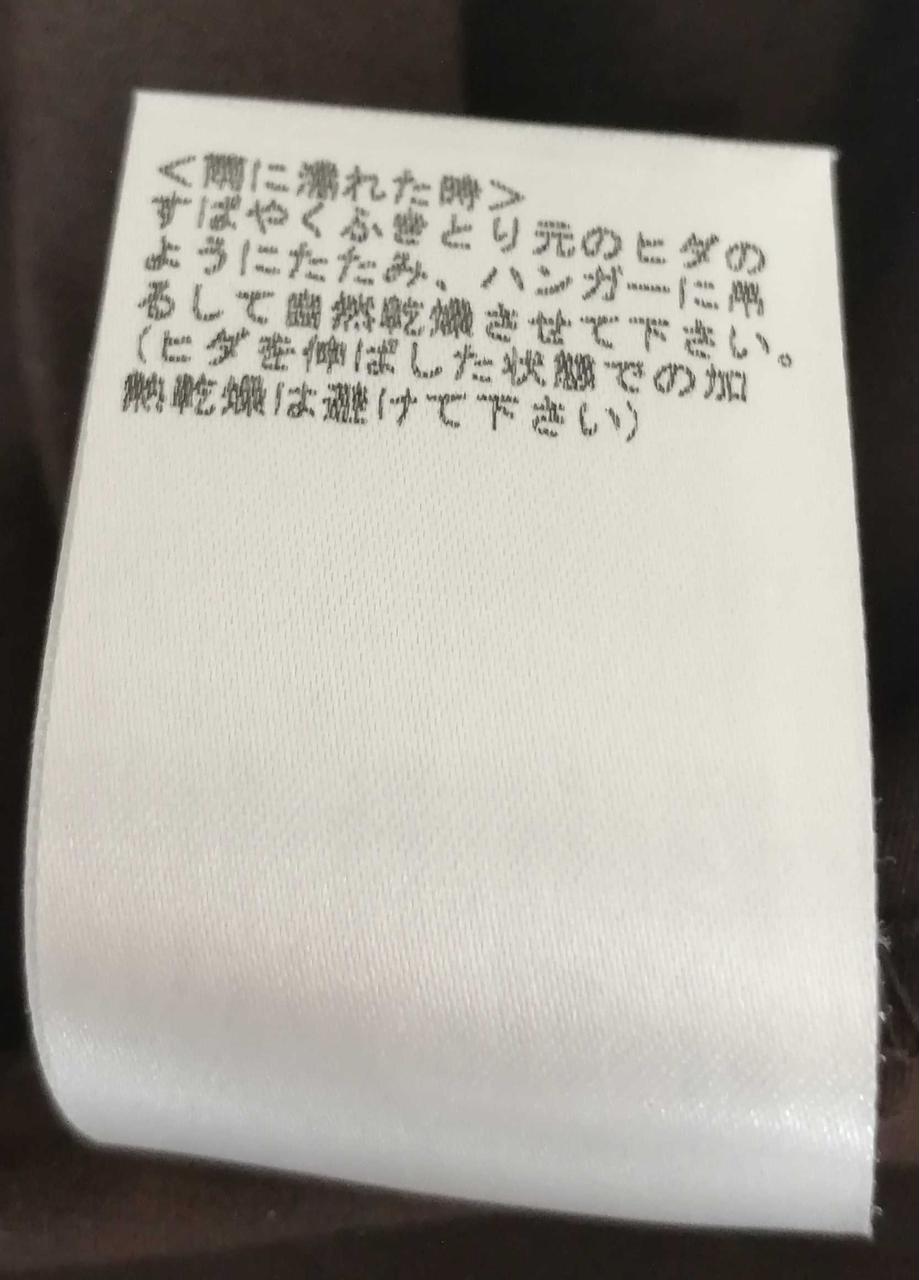 <雨に濡れた時>
すばやくふきとり元のヒダの
ようにたたみ、ハンガーに吊
るして自然乾燥させて下さい。
(ヒダを伸ばした状態での加
熱乾燥は避けて下さい)